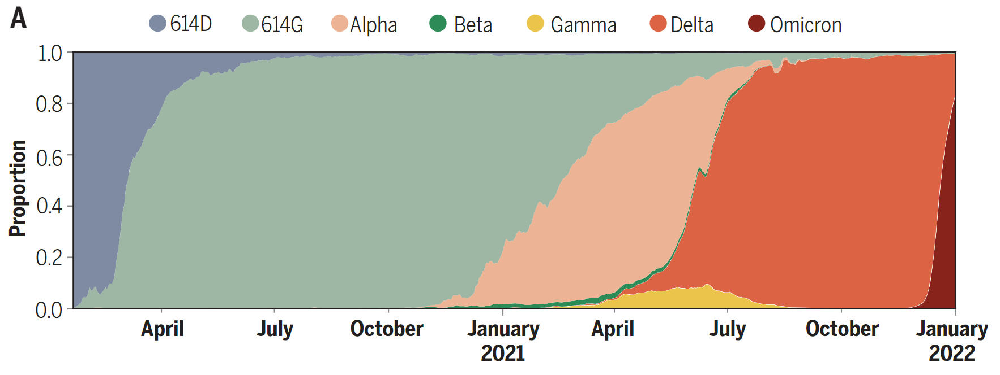 A
614D 614G Alpha Beta Gamma Delta Omicron
Proportion
1.0
0.8
0.6
0.4
0.2
0.0
April July October January April July October January
2021 2022